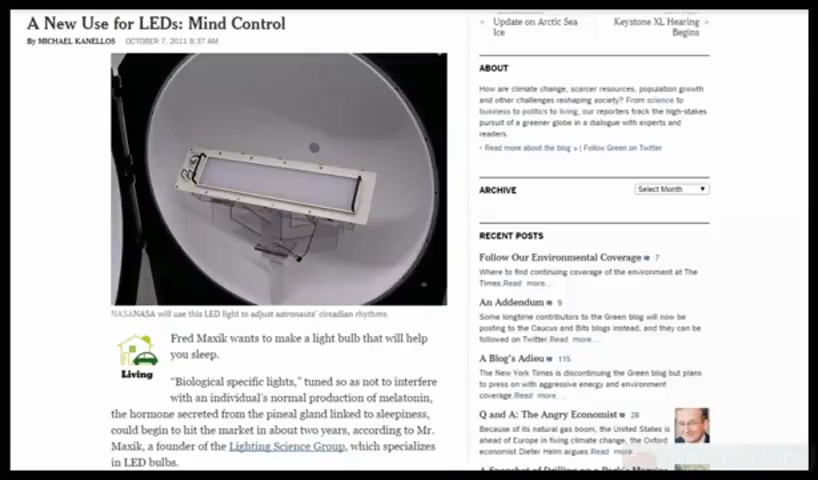 A New Use for LEDs: Mind Control
By MICHAEL KANELLOS OCTOBER 7, 2011 8:37 AM
NASANASA will use this LED light to adjust astronauts' circadian rhythms.
Living
Fred Maxik wants to make a light bulb that will help
you sleep.
“Biological specific lights,” tuned so as not to interfere
with an individual’s normal production of melatonin,
the hormone secreted from the pineal gland linked to sleepiness,
could begin to hit the market in about two years, according to Mr.
Maxik, a founder of the Lighting Science Group, which specializes
in LED bulbs.
Update on Arctic Sea
Ice
Keystone XL Hearing
Begins
ABOUT
How are climate change, scarcer resources, population growth
and other challenges reshaping society? From science to
business to politics to living, our reporters track the high-stakes
pursuit of a greener globe in a dialogue with experts and
readers.
· Read more about the blog » | Follow Green on Twitter
ARCHIVE
Select Month
RECENT POSTS
Follow Our Environmental Coverage 7
Where to find continuing coverage of the environment at The
Times.Read more…
An Addendum 9
Some longtime contributors to the Green blog will now be
posting to the Caucus and Bits blogs instead, and they can be
followed on Twitter.Read more…
A Blog's Adieu 115
The New York Times is discontinuing the Green blog but plans
to press on with aggressive energy and environment
coverage.Read more…
Q and A: The Angry Economist 28
Because of its natural gas boom, the United States is
ahead of Europe in fixing climate change, the Oxford
economist Dieter Helm argues.Read more…
A Snapshot of Drilling on a Park's Margins